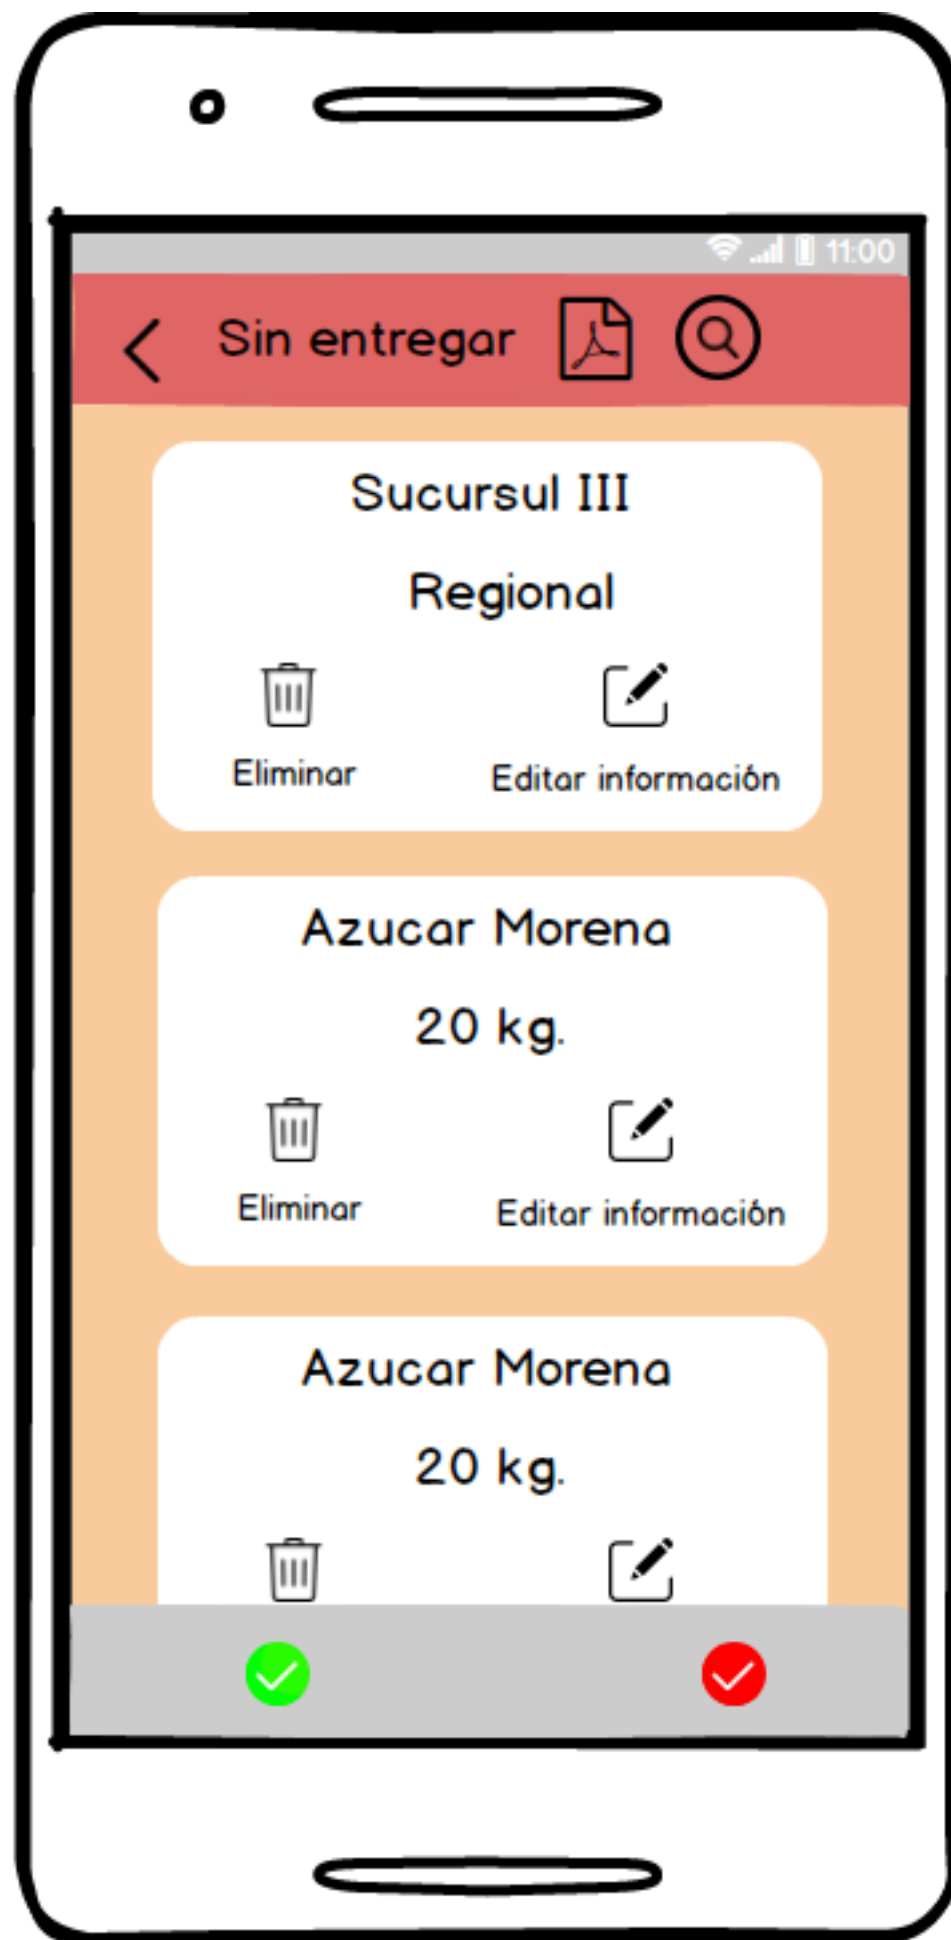 11:00
Sin entregar
Sucursul III
Regional
Eliminar
Editar información
Azucar Morena
20 kg.
Eliminar
Editar información
Azucar Morena
20 kg.